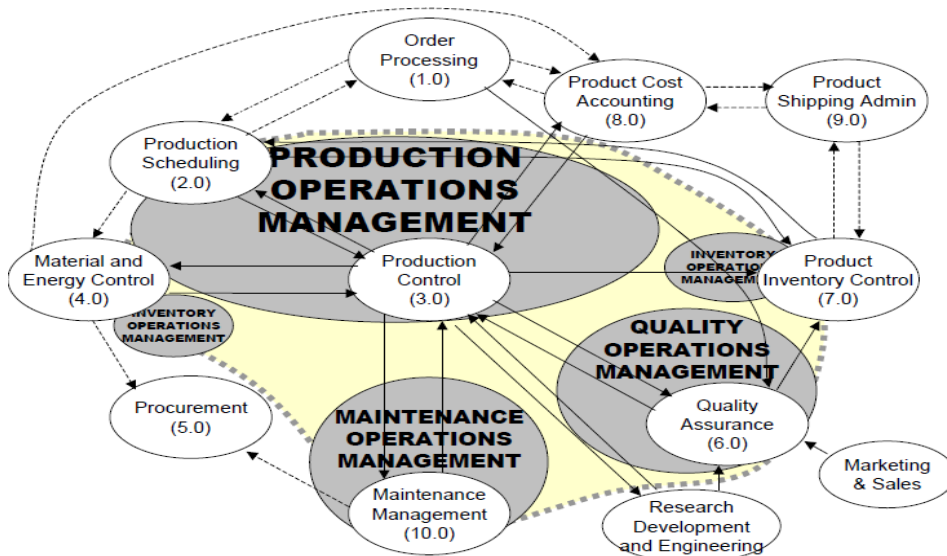 Order
Processing
(1.0)
Product Cost
Accounting
(8.0)
Product
Shipping Admin
(9.0)
Production
Scheduling
(2.0)
PRODUCTION
OPERATIONS
MANAGEMENT
Material and
Energy Control
(4.0)
Production
Control
(3.0)
INVENTORY
OPERATIONS
MANAGEMENT
Product
Inventory Control
(7.0)
INVENTORY
OPERATIONS
MANAGEMENT
QUALITY
OPERATIONS
MANAGEMENT
Procurement
(5.0)
MAINTENANCE
OPERATIONS
MANAGEMENT
Quality
Assurance
(6.0)
Marketing
& Sales
Maintenance
Management
(10.0)
Research
Development
and Engineering